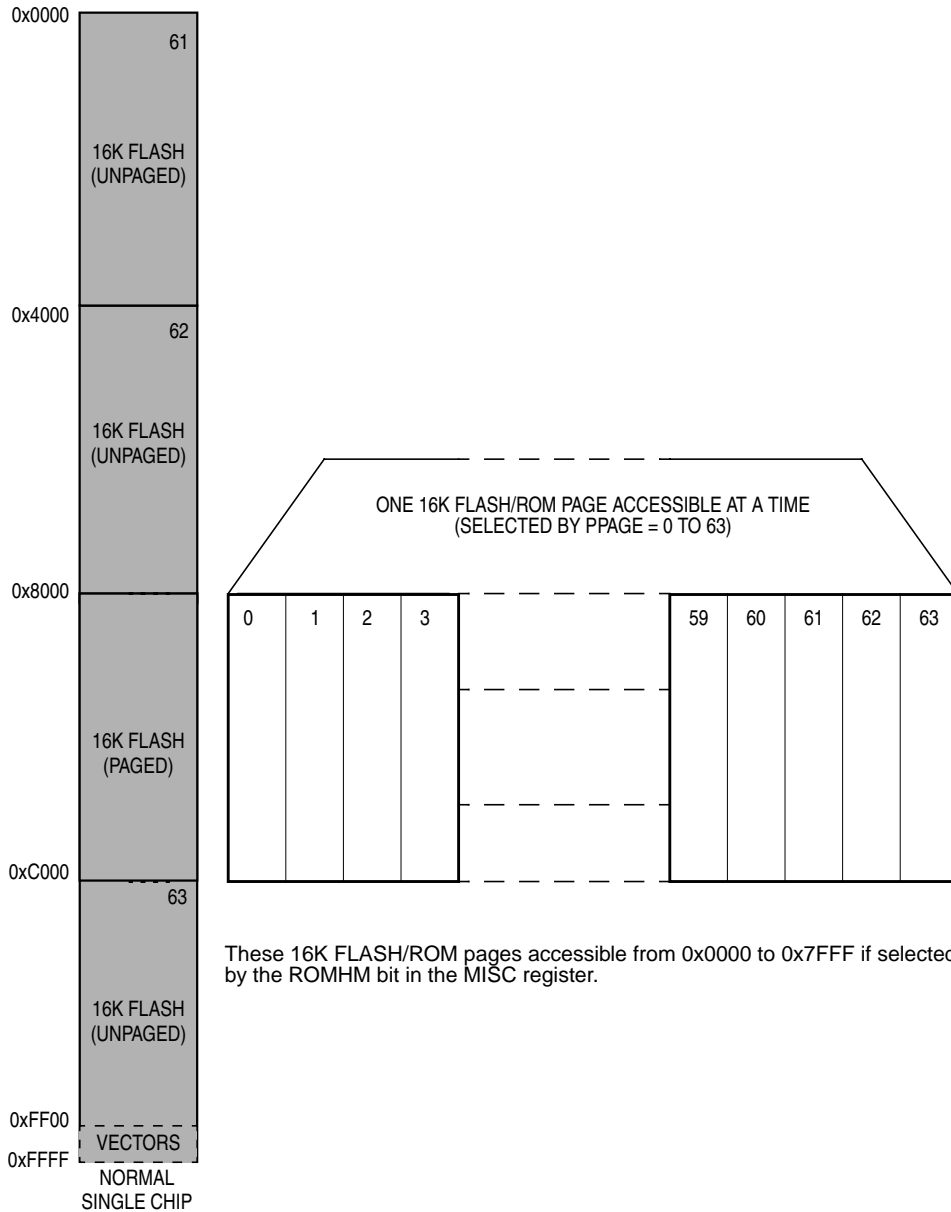 0x0000
61
16K FLASH
(UNPAGED)
0x4000
62
16K FLASH
(UNPAGED)
ONE 16K FLASH/ROM PAGE ACCESSIBLE AT A TIME
(SELECTED BY PPAGE = 0 TO 63)
0x8000
0 1 2 3 59 60 61 62 63
16K FLASH
(PAGED)
0xC000
63
These 16K FLASH/ROM pages accessible from 0x0000 to 0x7FFF if selected
by the ROMHM bit in the MISC register.
16K FLASH
(UNPAGED)
0xFF00
VECTORS
0xFFFF
NORMAL
SINGLE CHIP